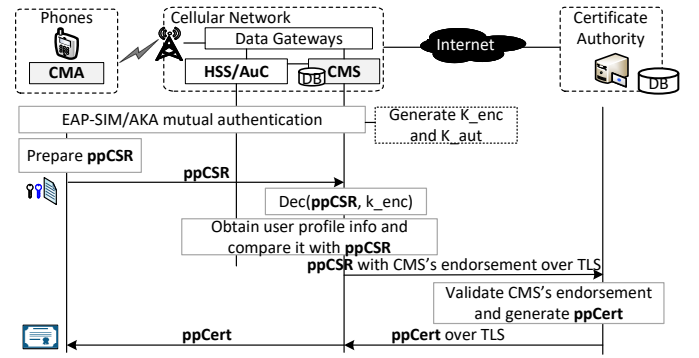 Phones
Cellular Network
Certificate
Authority
Data Gateways
Internet
CMA
HSS/AuC
DB
CMS
DB
EAP-SIM/AKA mutual authentication
Generate K_enc
and K_aut
Prepare ppCSR
ppCSR
Dec(ppCSR, k_enc)
Obtain user profile info and
compare it with ppCSR
ppCSR with CMS's endorsement over TLS
Validate CMS's endorsement
and generate ppCert
ppCert
ppCert over TLS